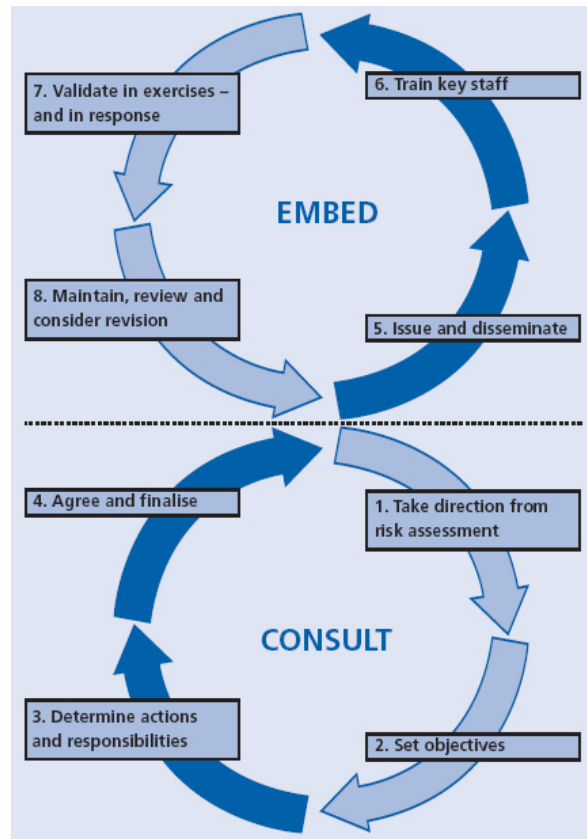 7. Validate in exercises –
and in response
6. Train key staff
EMBED
8. Maintain, review and
consider revision
5. Issue and disseminate
4. Agree and finalise
1. Take direction from
risk assessment
CONSULT
3. Determine actions
and responsibilities
2. Set objectives